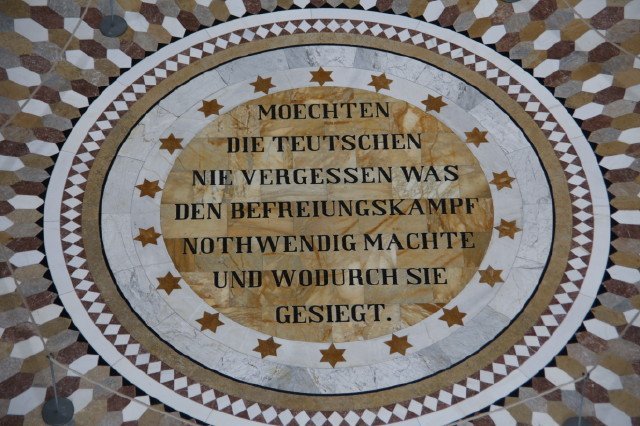 MOECHTEN
DIE TEUTSCHEN
NIE VERGESSEN WAS
DEN BEFREIUNGSKAMPF
NOTHWENDIG MACHTE
UND WODURCH SIE
GESIEGT.